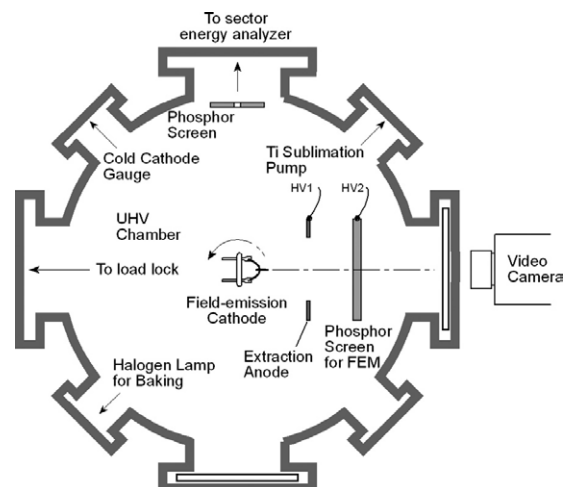 To sector
energy analyzer
Phosphor
Screen
Cold Cathode
Gauge
Ti Sublimation
Pump
HV1
HV2
UHV
Chamber
To load lock
Field-emission
Cathode
Video
Camera
Phosphor
Screen
for FEM
Extraction
Anode
Halogen Lamp
for Baking